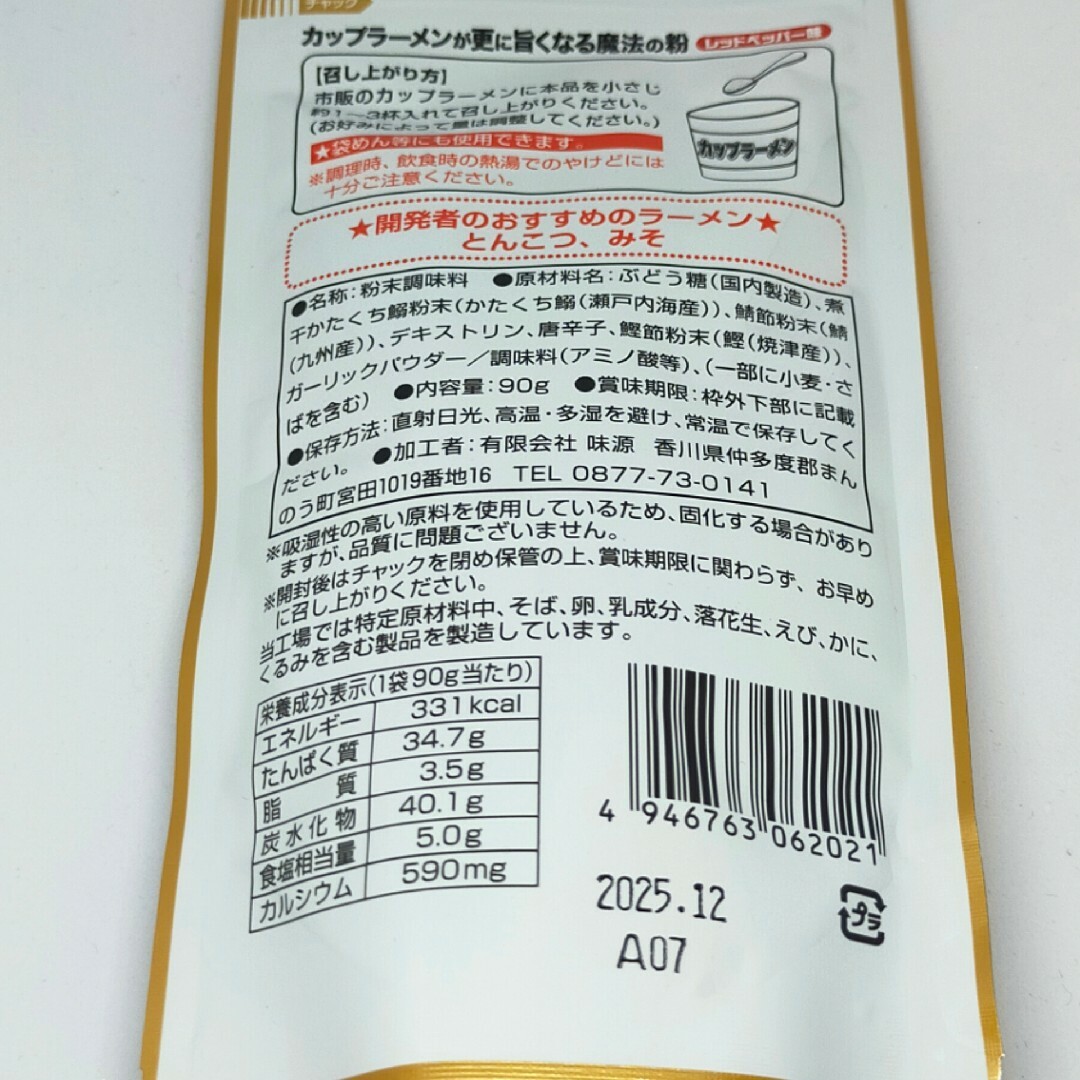 チャック
カップラーメンが更に旨くなる魔法の粉 レッドペッパー味
【召し上がり方】
市販のカップラーメンに本品を小さじ
約1〜3杯入れて召し上がりください。
(お好みによって量は調整してください。)
★袋めん等にも使用できます。
※調理時、飲食時の熱湯でのやけどには
十分ご注意ください。
カップラーメン
★開発者のおすすめのラーメン★
とんこつ、みそ
●名称:粉末調味料 ●原材料名:ぶどう糖(国内製造)、煮
干かたくち鰯粉末(かたくち鰯(瀬戸内海産))、鯖節粉末(鯖
(九州産))、デキストリン、唐辛子、鰹節粉末(鰹(焼津産))、
ガーリックパウダー/調味料(アミノ酸等)、(一部に小麦・さ
ばを含む) ●内容量:90g ●賞味期限:枠外下部に記載
●保存方法:直射日光、高温・多湿を避け、常温で保存してく
ださい。 ●加工者:有限会社 味源 香川県仲多度郡まん
のう町宮田1019番地16 TEL 0877-73-0141
※吸湿性の高い原料を使用しているため、固化する場合があり
ますが、品質に問題ございません。
※開封後はチャックを閉め保管の上、賞味期限に関わらず、お早め
に召し上がりください。
当工場では特定原材料中、そば、卵、乳成分、落花生、えび、かに、
くるみを含む製品を製造しています。
栄養成分表示(1袋90g当たり)
エネルギー 331kcal
たんぱく質 34.7g
脂質 3.5g
炭水化物 40.1g
食塩相当量 5.0g
カルシウム 590mg
4 946763 062021
2025.12
A07
プラ